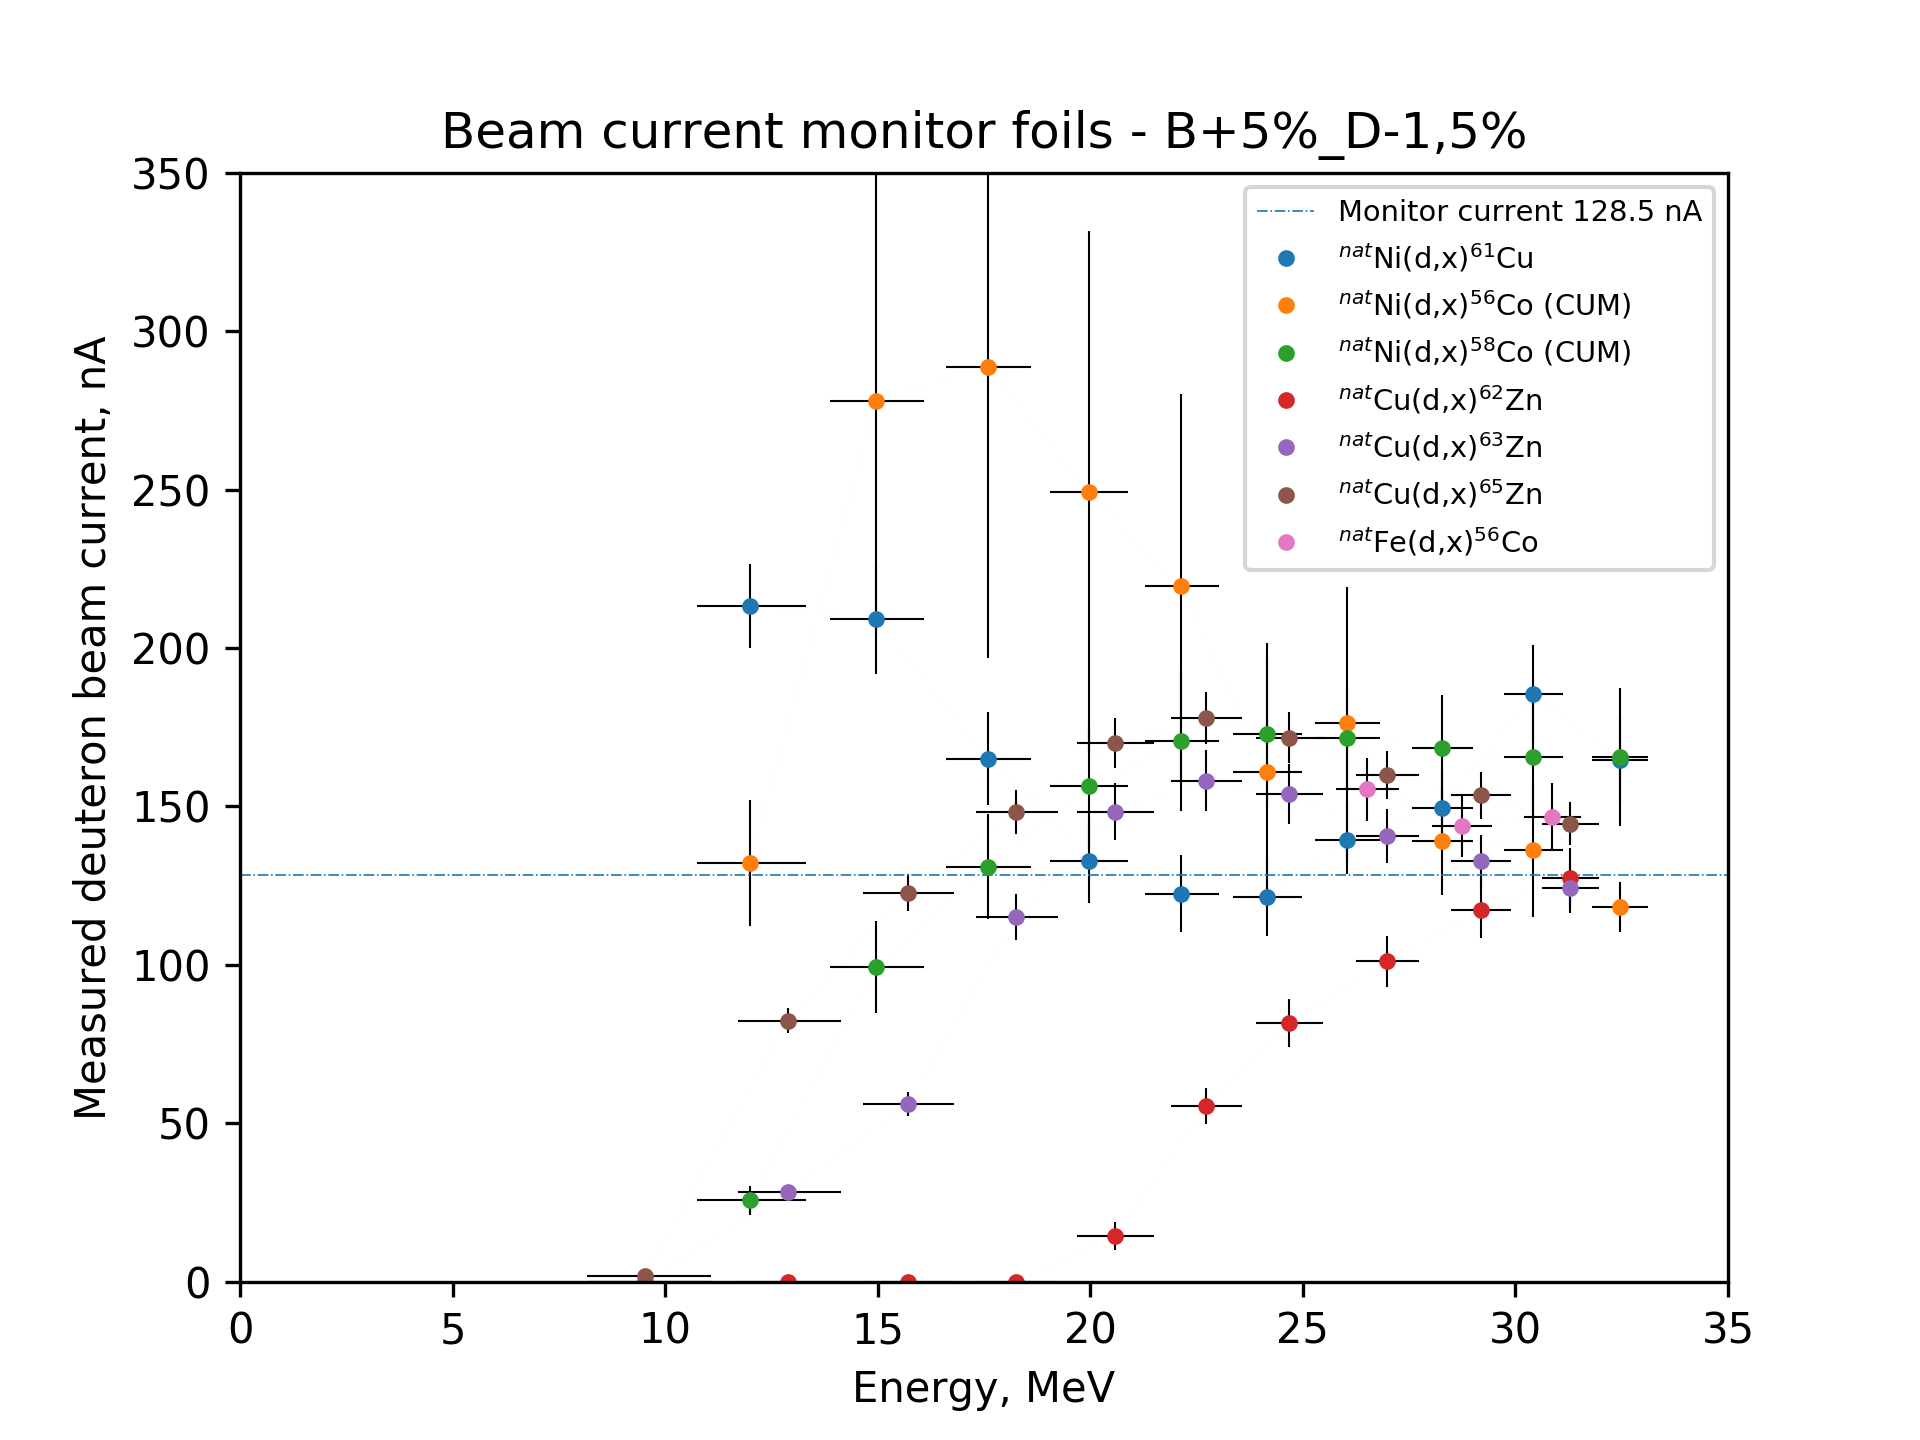 Beam current monitor foils - B+5%_D-1,5%
Measured deuteron beam current, nA
350
300
250
200
150
100
50
0
Monitor current 128.5 nA
natNi(d,x)61Cu
natNi(d,x)56Co (CUM)
natNi(d,x)58Co (CUM)
natCu(d,x)62Zn
natCu(d,x)63Zn
natCu(d,x)65Zn
natFe(d,x)56Co
0 5 10 15 20 25 30 35
Energy, MeV